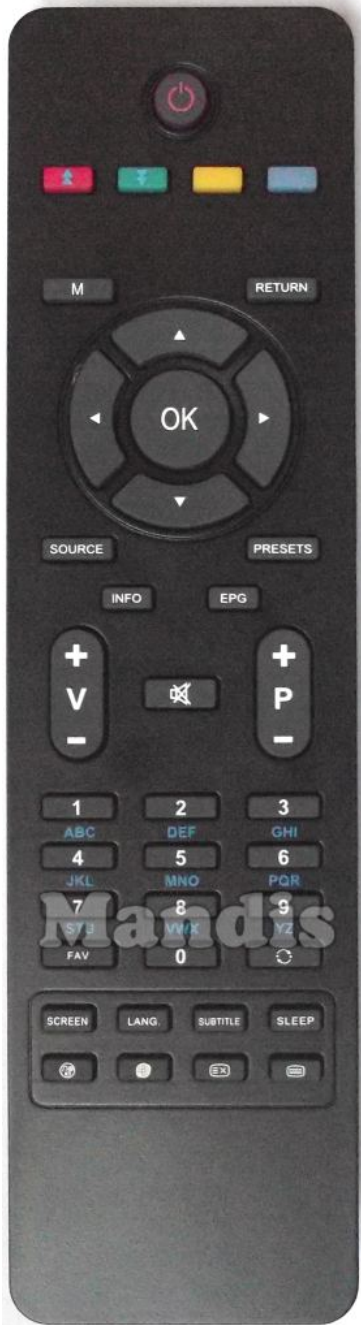 M RETURN
OK
SOURCE PRESETS
INFO EPG
+ +
V P
- -
1 2 3
ABC DEF GHI
4 5 6
JKL MNO PQR
7 8 9
STU VWX YZ
Mandis
FAV 0
SCREEN LANG. SUBTITLE SLEEP